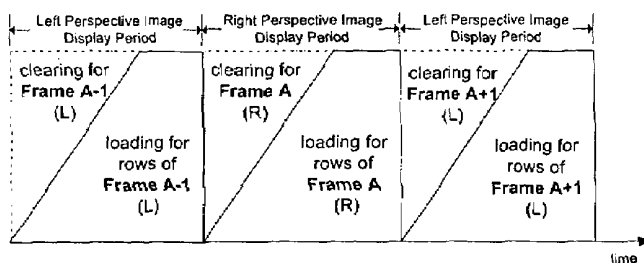 Left Perspective Image
Display Period
Right Perspective Image
Display Period
Left Perspective Image
Display Period
clearing for
Frame A-1
(L)
loading for
rows of
Frame A-1
(L)
clearing for
Frame A
(R)
loading for
rows of
Frame A
(R)
clearing for
Frame A+1
(L)
loading for
rows of
Frame A+1
(L)
time